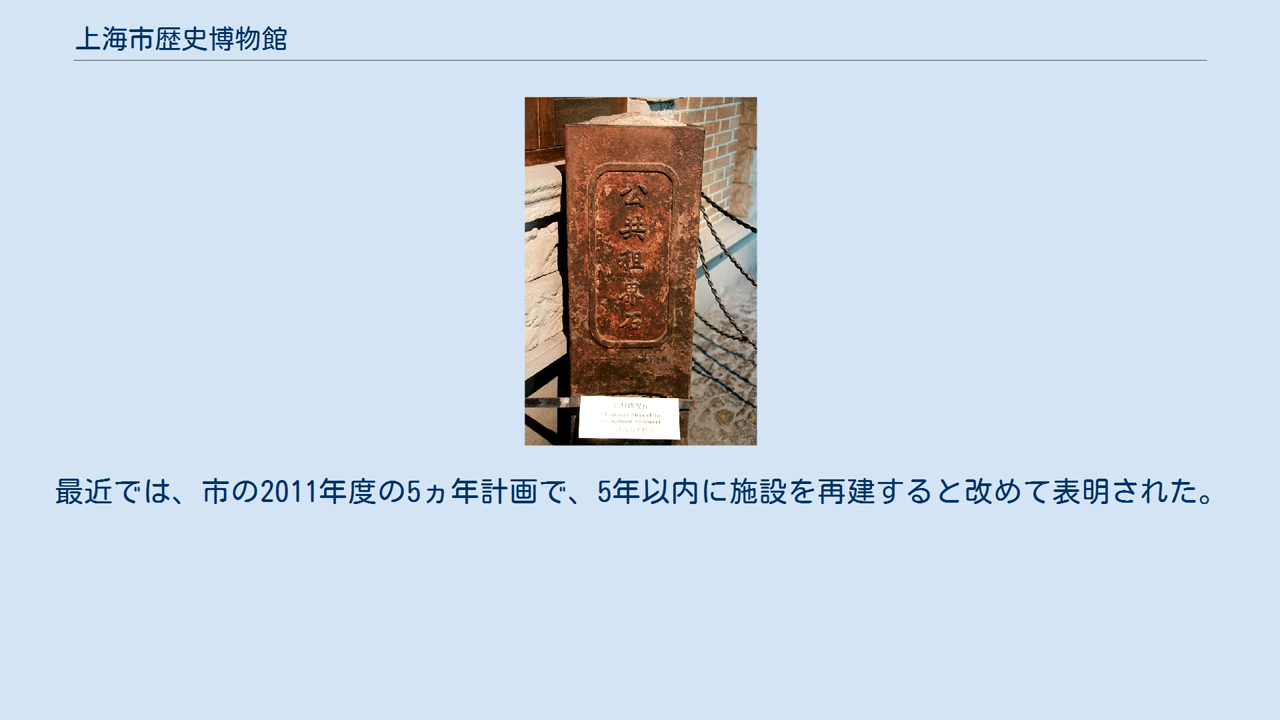 上海市歴史博物館
公共租界石
最近では、市の2011年度の5ヵ年計画で、5年以内に施設を再建すると改めて表明された。